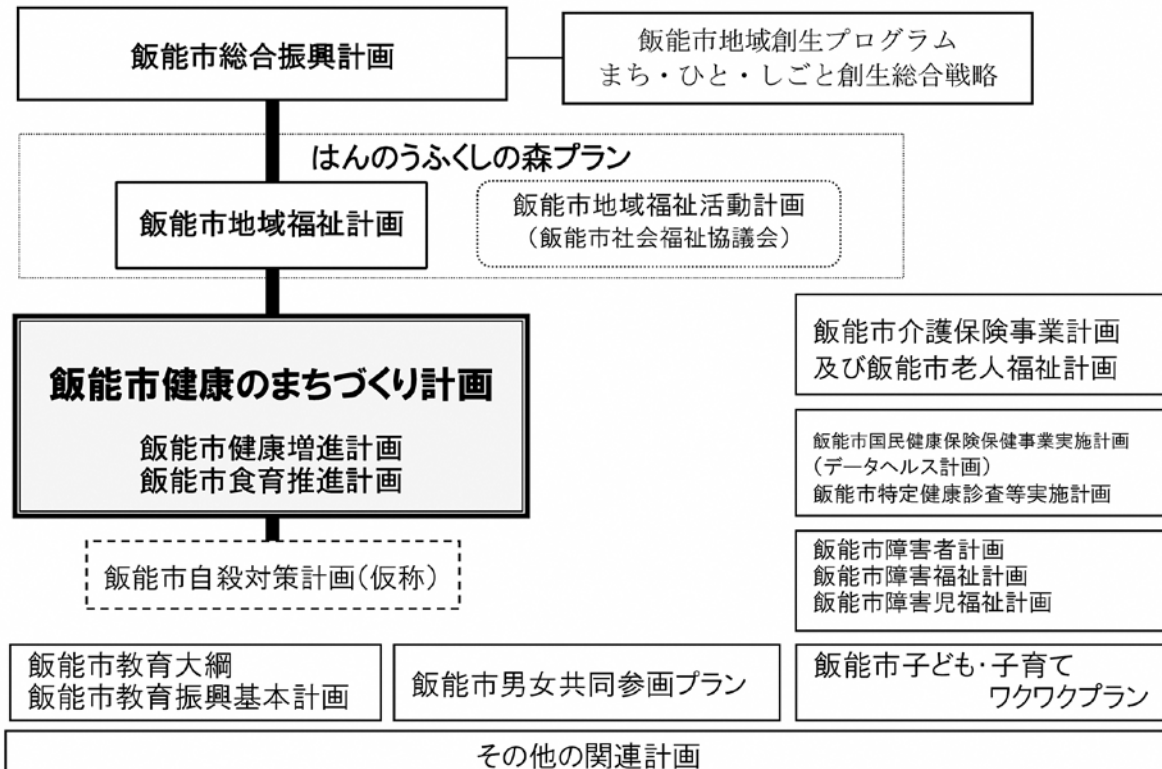 飯能市総合振興計画
飯能市地域創生プログラム
まち・ひと・しごと創生総合戦略
はんのうふくしの森プラン
飯能市地域福祉計画
飯能市地域福祉活動計画
（飯能市社会福祉協議会）
飯能市健康のまちづくり計画
飯能市健康増進計画
飯能市食育推進計画
飯能市自殺対策計画（仮称）
飯能市介護保険事業計画
及び飯能市老人福祉計画
飯能市国民健康保険保健事業実施計画
（データヘルス計画）
飯能市特定健康診査等実施計画
飯能市障害者計画
飯能市障害福祉計画
飯能市障害児福祉計画
飯能市教育大綱
飯能市教育振興基本計画
飯能市男女共同参画プラン
飯能市子ども・子育て
ワクワクプラン
その他の関連計画